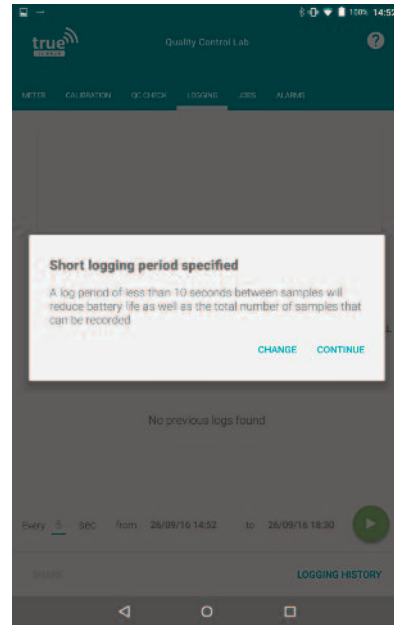 100% 14:52
true
Quality Control Lab
?
METER CALIBRATION QC CHECK LOGGING JOBS ALARMS
Short logging period specified
A log period of less than 10 seconds between samples will
reduce battery life as well as the total number of samples that
can be recorded
CHANGE CONTINUE
No previous logs found
Every 5 sec from 26/09/16 14:52 to 26/09/16 18:30
SHARE LOGGING HISTORY